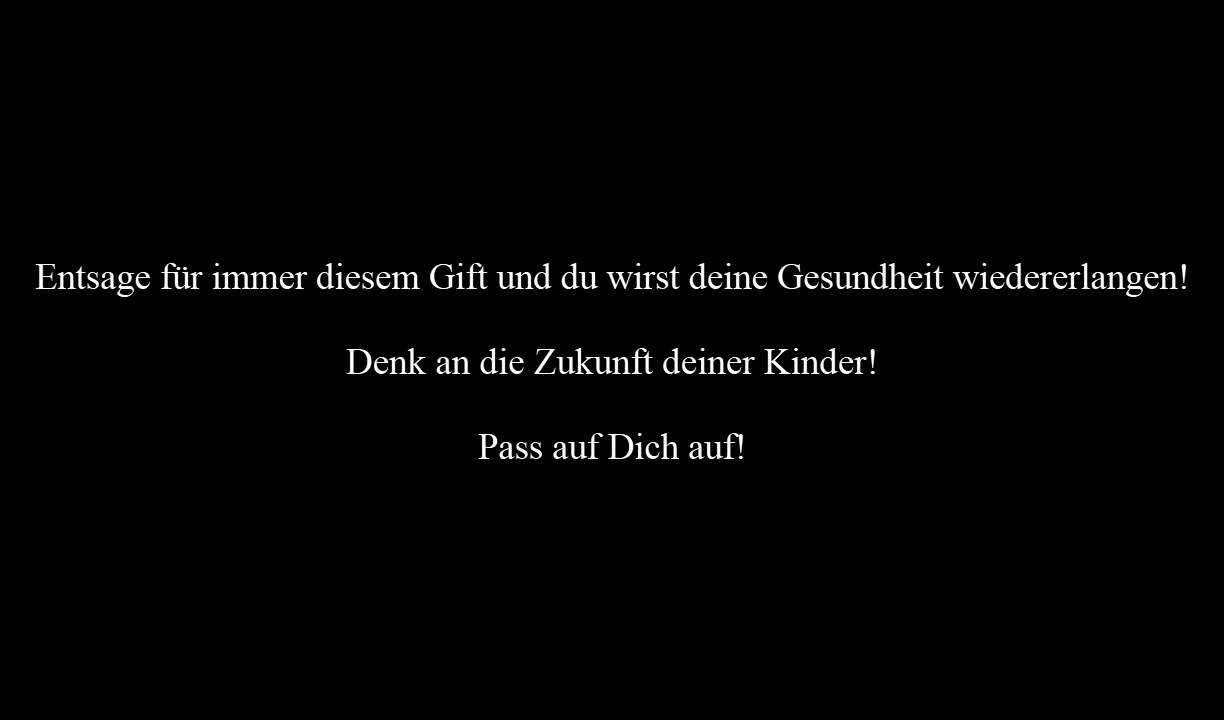 Entsage für immer diesem Gift und du wirst deine Gesundheit wiedererlangen!
Denk an die Zukunft deiner Kinder!
Pass auf Dich auf!